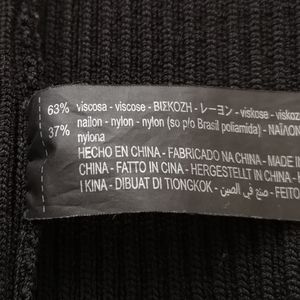 63% viscosa - viscose - ΒΙΣΚΟΖΗ - レーヨン - viskose - viskoz
37% nailon - nylon - nylon (so p/o Brasil poliamida) - ΝΑΪΛΟΝ
nylona
HECHO EN CHINA - FABRICADO NA CHINA - MADE IN
CHINA - FATTO IN CINA - HERGESTELLT IN CHINA -
I KINA - DIBUAT DI TIONGKOK - صنع في الصين - FEITO